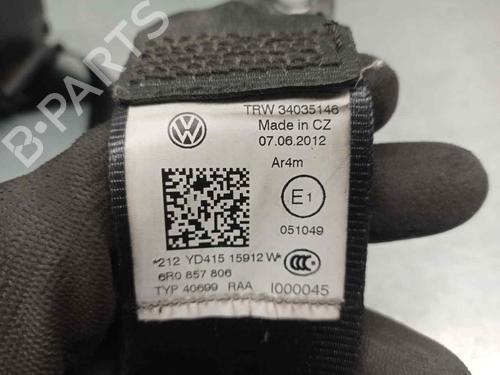 TRW 34035146
Made in CZ
07.06.2012
Ar4m
E1
051049
*212 YD415 15912 W*
CCC
6R0 857 806
TYP 40699 RAA I000045
B-PARTS